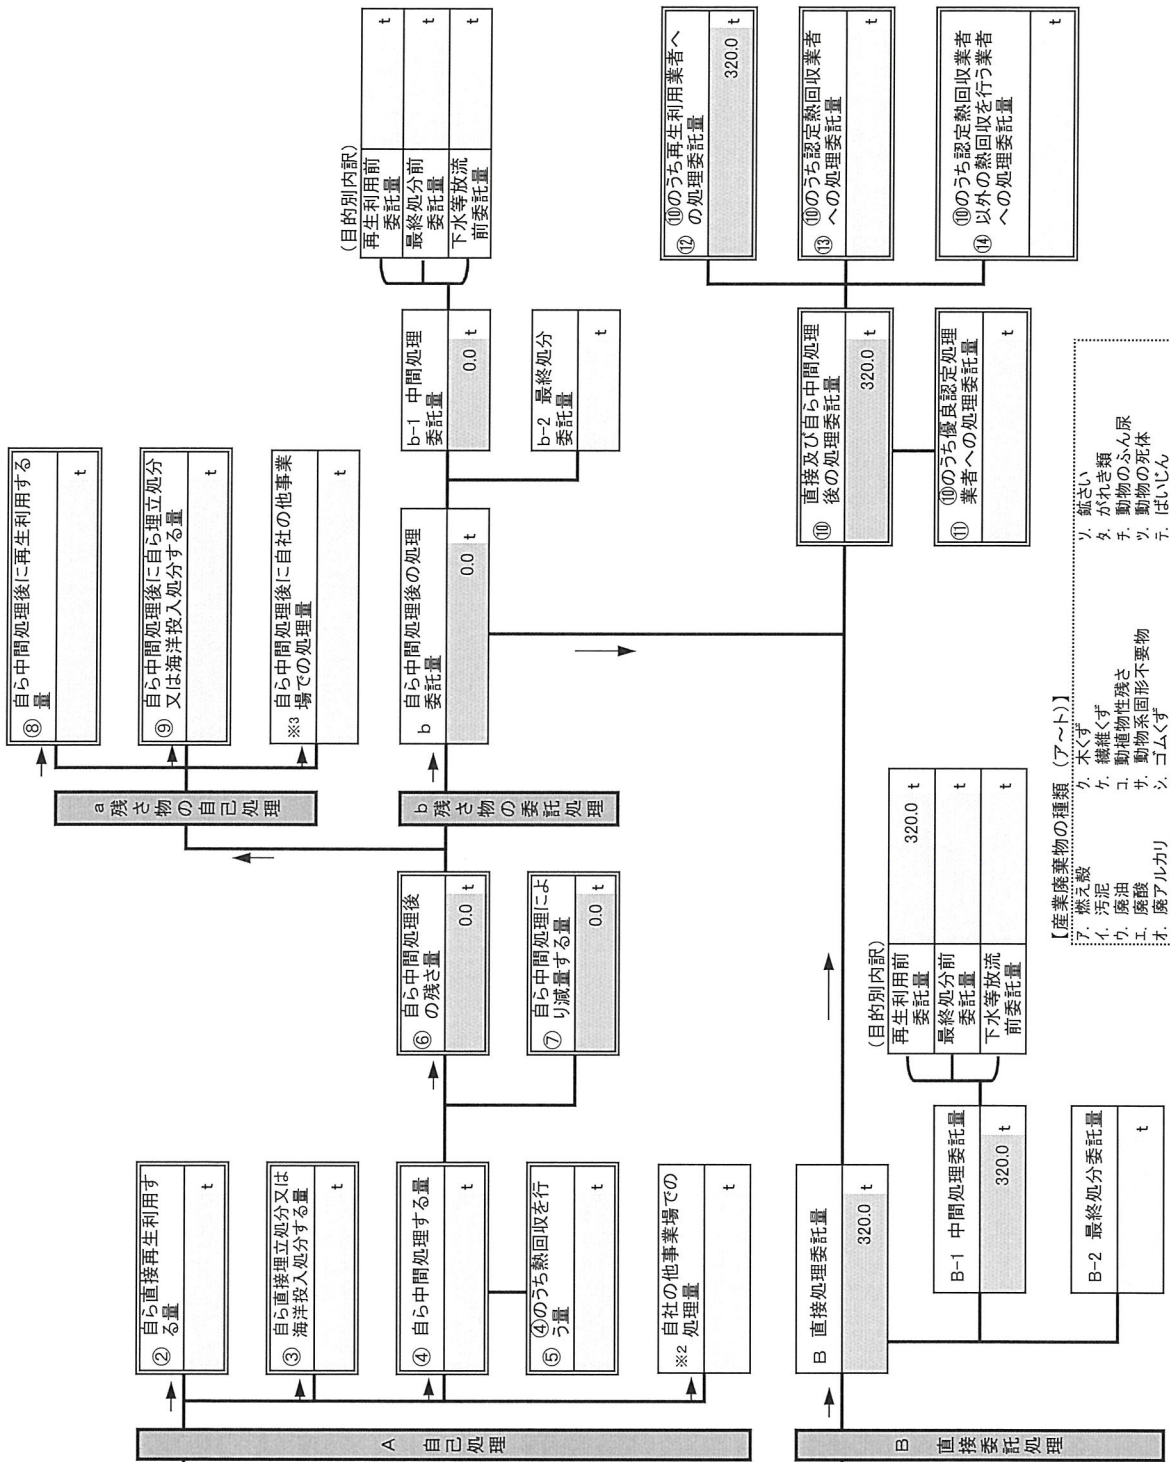 A 自己処理
② 自ら直接再生利用す
る量
t
③ 自ら直接埋立処分又は
海洋投入処分する量
t
④ 自ら中間処理する量
t
⑤ ④のうち熱回収を行
う量
t
※2 自社の他事業場での
処理量
t
⑥ 自ら中間処理後
の残さ量
0.0 t
⑦ 自ら中間処理によ
り減量する量
0.0 t
a 残さ物の自己処理
⑧ 自ら中間処理後に再生利用する
量
t
⑨ 自ら中間処理後に自ら埋立処分
又は海洋投入処分する量
t
※3 自ら中間処理後に自社の他事業
場での処理量
t
b 残さ物の委託処理
b 自ら中間処理後の処理
委託量
0.0 t
b-1 中間処理
委託量
0.0 t
b-2 最終処分
委託量
t
(目的別内訳)
再生利用前
委託量
t
最終処分前
委託量
t
下水等放流
前委託量
t
B 直接委託処理
B 直接処理委託量
320.0 t
B-1 中間処理委託量
320.0 t
B-2 最終処分委託量
t
(目的別内訳)
再生利用前
委託量
320.0 t
最終処分前
委託量
t
下水等放流
前委託量
t
⑩ 直接及び自ら中間処理
後の処理委託量
320.0 t
⑪ ⑩のうち優良認定処理
業者への処理委託量
t
⑫ ⑩のうち再生利用業者へ
の処理委託量
320.0 t
⑬ ⑩のうち認定熱回収業者
への処理委託量
t
⑭ ⑩のうち認定熱回収業者
以外の熱回収を行う業者
への処理委託量
t
【産業廃棄物の種類 (ア～ト)】
ア. 燃え殻 ク. 木くず ソ. 鉱さい
イ. 汚泥 ケ. 繊維くず タ. がれき類
ウ. 廃油 コ. 動植物性残さ チ. 動物のふん尿
エ. 廃酸 サ. 動物系固形不要物 ツ. 動物の死体
オ. 廃アルカリ シ. ゴムくず テ. ばいじん